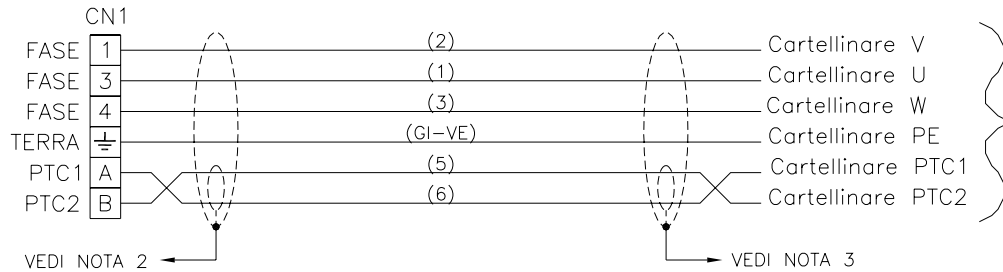 CN1
FASE 1 (2) Cartellinare V
FASE 3 (1) Cartellinare U
FASE 4 (3) Cartellinare W
TERRA (GI-VE) Cartellinare PE
PTC1 A (5) Cartellinare PTC1
PTC2 B (6) Cartellinare PTC2
VEDI NOTA 2 VEDI NOTA 3